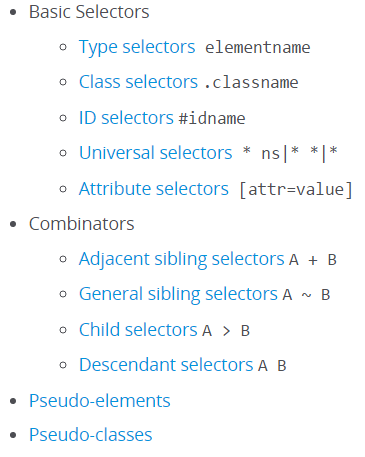 Basic Selectors
Type selectors elementname
Class selectors .classname
ID selectors #idname
Universal selectors * ns|* *|*
Attribute selectors [attr=value]
Combinators
Adjacent sibling selectors A + B
General sibling selectors A ~ B
Child selectors A > B
Descendant selectors A B
Pseudo-elements
Pseudo-classes